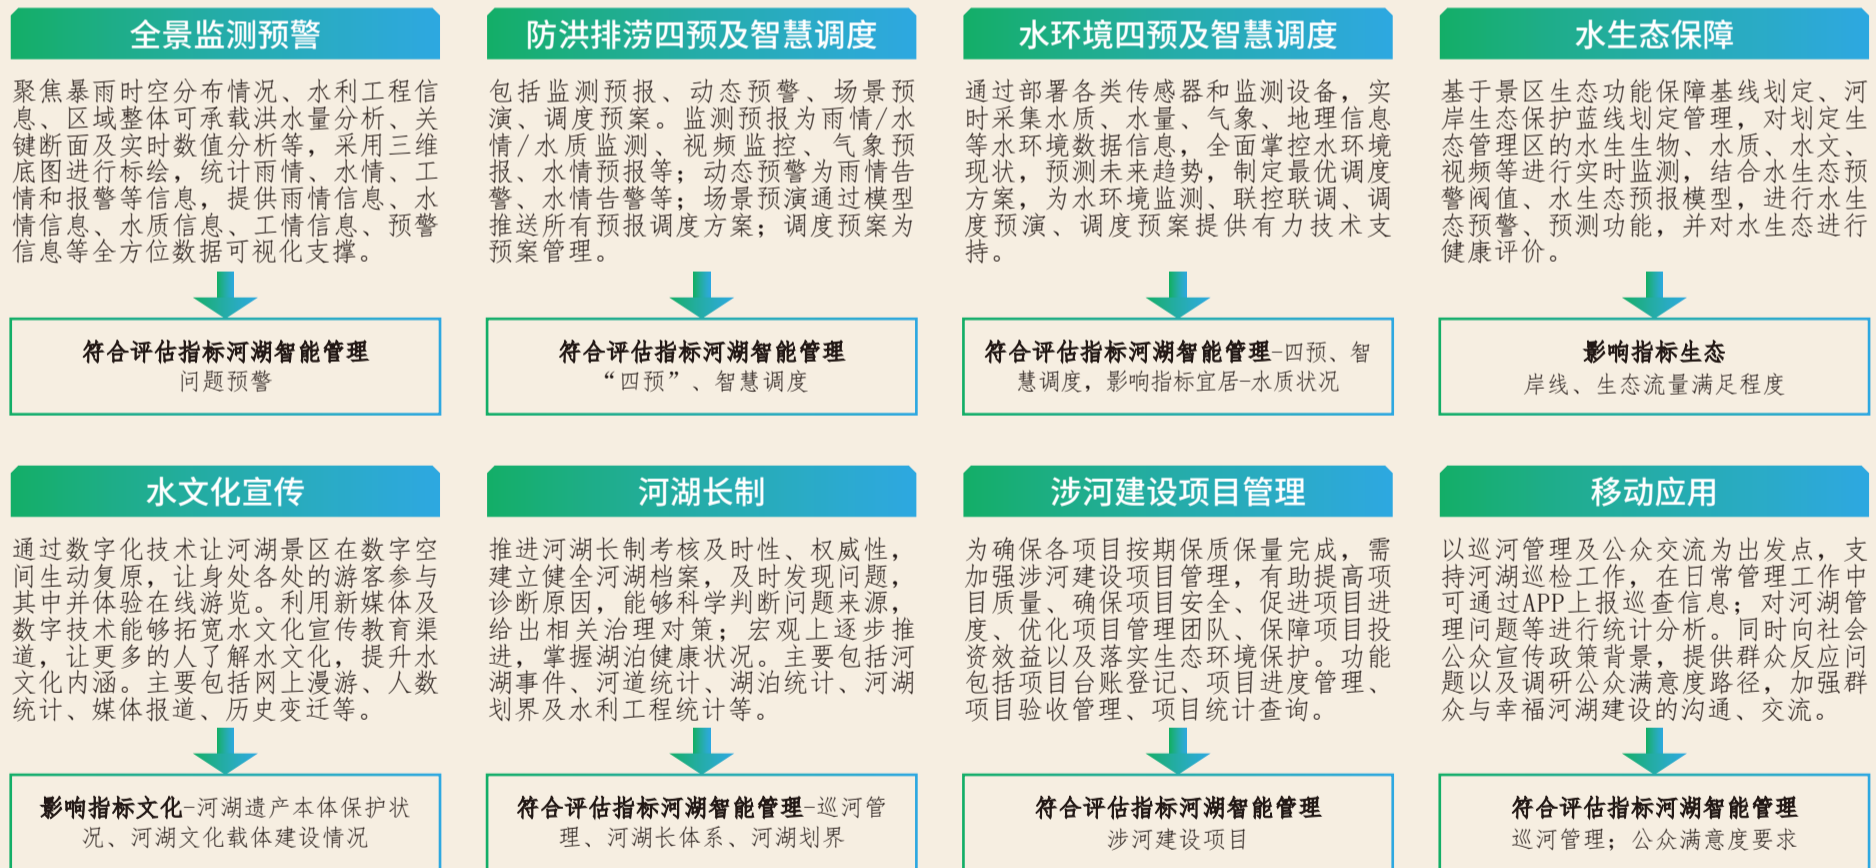 全景监测预警
聚焦暴雨时空分布情况、水利工程信
息、区域整体可承载洪水量分析、关
键断面及实时数值分析等，采用三维
底图进行标绘，统计雨情、水情、工
情和报警等信息，提供雨情信息、水
情信息、水质信息、工情信息、预警
信息等全方位数据可视化支撑。
符合评估指标河湖智能管理
问题预警
防洪排涝四预及智慧调度
包括监测预报、动态预警、场景预
演、调度预案。监测预报为雨情/水
情/水质监测、视频监控、气象预
报、水情预报等；动态预警为雨情告
警、水情告警等；场景预演通过模型
推送所有预报调度方案；调度预案为
预案管理。
符合评估指标河湖智能管理
“四预”、智慧调度
水环境四预及智慧调度
通过部署各类传感器和监测设备，实
时采集水质、水量、气象、地理信息
等水环境数据信息，全面掌控水环境
现状，预测未来趋势，制定最优调度
方案，为水环境监测、联控联调、调
度预演、调度预案提供有力技术支
持。
符合评估指标河湖智能管理-四预、智
慧调度，影响指标宜居-水质状况
水生态保障
基于景区生态功能保障基线划定、河
岸生态保护蓝线划定管理，对划定生
态管理区的水生生物、水质、水文、
视频等进行实时监测，结合水生态预
警阀值、水生态预报模型，进行水生
态预警、预测功能，并对水生态进行
健康评价。
影响指标生态
岸线、生态流量满足程度
水文化宣传
通过数字化技术让河湖景区在数字空
间生动复原，让身处各处的游客参与
其中并体验在线游览。利用新媒体及
数字技术能够拓宽水文化宣传教育渠
道，让更多的人了解水文化，提升水
文化内涵。主要包括网上漫游、人数
统计、媒体报道、历史变迁等。
影响指标文化-河湖遗产本体保护状
况、河湖文化载体建设情况
河湖长制
推进河湖长制考核及时性、权威性，
建立健全河湖档案，及时发现问题，
诊断原因，能够科学判断问题来源，
给出相关治理对策；宏观上逐步推
进，掌握湖泊健康状况。主要包括河
湖事件、河道统计、湖泊统计、河湖
划界及水利工程统计等。
符合评估指标河湖智能管理-巡河管
理、河湖长体系、河湖划界
涉河建设项目管理
为确保各项目按期保质保量完成，需
加强涉河建设项目管理，有助提高项
目质量、确保项目安全、促进项目进
度、优化项目管理团队、保障项目投
资效益以及落实生态环境保护。功能
包括项目台账登记、项目进度管理、
项目验收管理、项目统计查询。
符合评估指标河湖智能管理
涉河建设项目
移动应用
以巡河管理及公众交流为出发点，支
持河湖巡检工作，在日常管理工作中
可通过APP上报巡查信息；对河湖管
理问题等进行统计分析。同时向社会
公众宣传政策背景，提供群众反应问
题以及调研公众满意度路径，加强群
众与幸福河湖建设的沟通、交流。
符合评估指标河湖智能管理
巡河管理；公众满意度要求